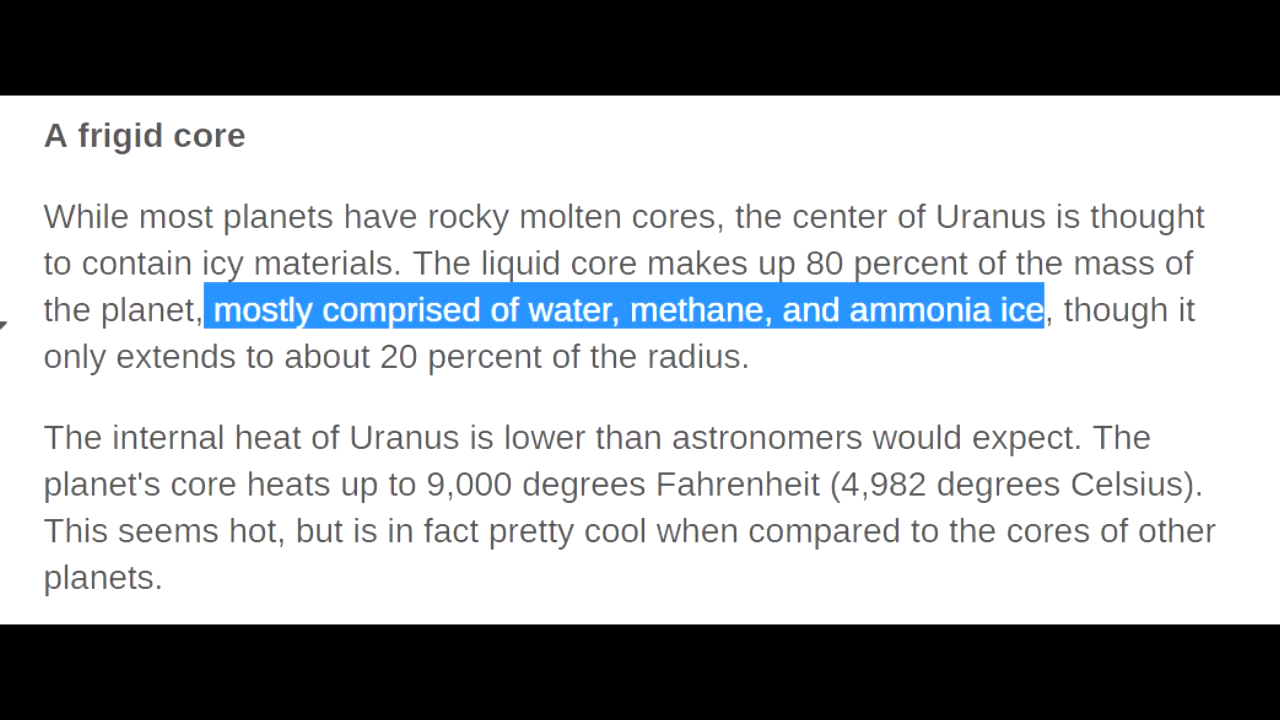 A frigid core
While most planets have rocky molten cores, the center of Uranus is thought
to contain icy materials. The liquid core makes up 80 percent of the mass of
the planet, mostly comprised of water, methane, and ammonia ice, though it
only extends to about 20 percent of the radius.
The internal heat of Uranus is lower than astronomers would expect. The
planet's core heats up to 9,000 degrees Fahrenheit (4,982 degrees Celsius).
This seems hot, but is in fact pretty cool when compared to the cores of other
planets.